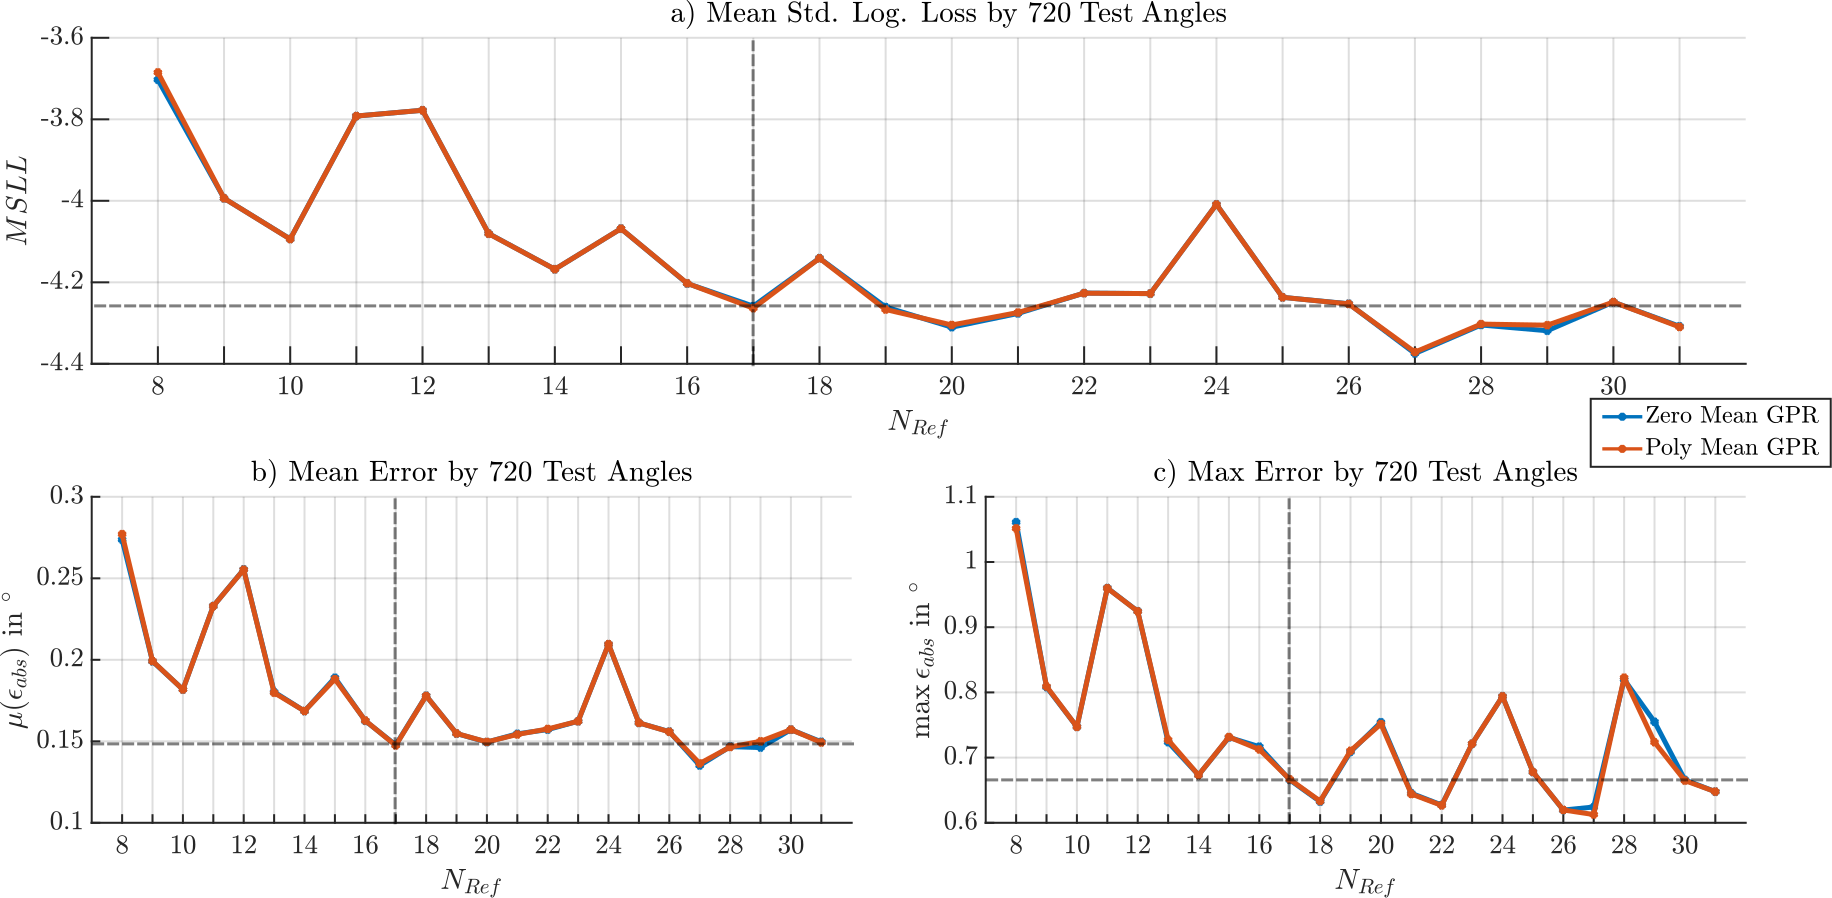 a) Mean Std. Log. Loss by 720 Test Angles
-3.6
-3.8
-4
-4.2
-4.4
MSLL
8 10 12 14 16 18 20 22 24 26 28 30
N_Ref
Zero Mean GPR
Poly Mean GPR
b) Mean Error by 720 Test Angles
0.3
0.25
0.2
0.15
0.1
μ(ϵ_abs) in °
8 10 12 14 16 18 20 22 24 26 28 30
N_Ref
c) Max Error by 720 Test Angles
1.1
1
0.9
0.8
0.7
0.6
max ϵ_abs in °
8 10 12 14 16 18 20 22 24 26 28 30
N_Ref